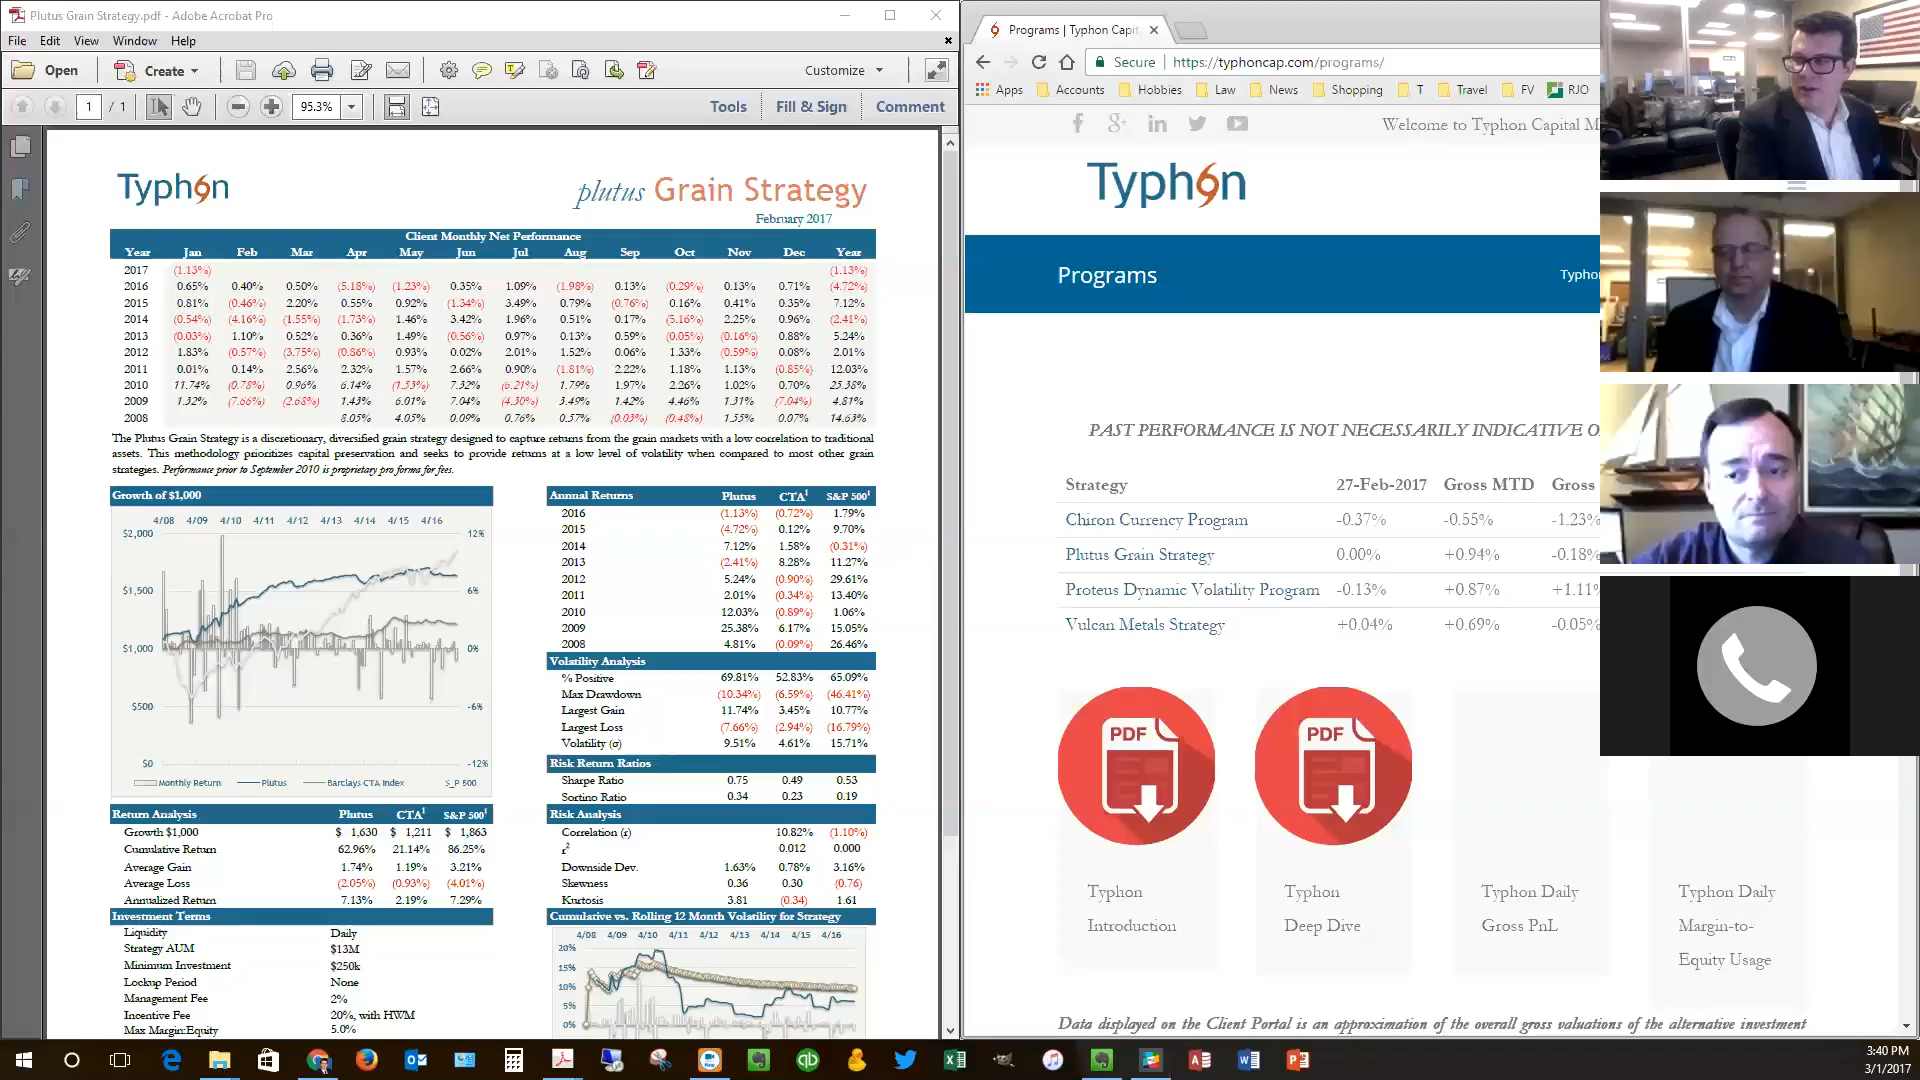 Plutus Grain Strategy.pdf - Adobe Acrobat Pro
File Edit View Window Help
Open Create Customize
1 / 1 95.3% Tools Fill & Sign Comment
Typhon
plutus Grain Strategy
February 2017
Client Monthly Net Performance
Year Jan Feb Mar Apr May Jun Jul Aug Sep Oct Nov Dec Year
2017 (1.13%) (1.13%)
2016 0.65% 0.40% 0.50% (5.18%) (1.23%) 0.35% 1.09% (1.98%) 0.13% (0.29%) 0.13% 0.71% (4.72%)
2015 0.81% (0.46%) 2.20% 0.55% 0.92% (1.34%) 3.49% 0.79% (0.76%) 0.16% 0.41% 0.35% 7.12%
2014 (0.54%) (4.16%) (1.55%) (1.73%) 1.46% 3.42% 1.96% 0.51% 0.17% (5.16%) 2.25% 0.96% (2.41%)
2013 (0.03%) 1.10% 0.52% 0.36% 1.49% (0.56%) 0.97% 0.13% 0.59% (0.05%) (0.16%) 0.88% 5.24%
2012 1.83% (0.57%) (3.75%) (0.86%) 0.93% 0.02% 2.01% 1.52% 0.06% 1.33% (0.59%) 0.08% 2.01%
2011 0.01% 0.14% 2.56% 2.32% 1.57% 2.66% 0.90% (1.81%) 2.22% 1.18% 1.13% (0.85%) 12.03%
2010 11.74% (0.78%) 0.96% 6.14% (1.53%) 7.32% (6.21%) 1.79% 1.97% 2.26% 1.02% 0.70% 25.38%
2009 1.32% (7.66%) (2.68%) 1.43% 6.01% 7.04% (4.30%) 3.49% 1.42% 4.46% 1.31% (7.04%) 4.81%
2008 8.05% 4.05% 0.09% 0.76% 0.57% (0.03%) (0.48%) 1.55% 0.07% 14.63%
The Plutus Grain Strategy is a discretionary, diversified grain strategy designed to capture returns from the grain markets with a low correlation to traditional
assets. This methodology prioritizes capital preservation and seeks to provide returns at a low level of volatility when compared to most other grain
strategies. Performance prior to September 2010 is proprietary pro forma for fees.
Growth of $1,000
4/08 4/09 4/10 4/11 4/12 4/13 4/14 4/15 4/16
$2,000 12%
$1,500 6%
$1,000 0%
$500 -6%
$0 -12%
Monthly Return Plutus Barclays CTA Index S_P 500
Return Analysis Plutus CTA¹ S&P 500¹
Growth $1,000 $ 1,630 $ 1,211 $ 1,863
Cumulative Return 62.96% 21.14% 86.25%
Average Gain 1.74% 1.19% 3.21%
Average Loss (2.05%) (0.93%) (4.01%)
Annualized Return 7.13% 2.19% 7.29%
Investment Terms
Liquidity Daily
Strategy AUM $13M
Minimum Investment $250k
Lockup Period None
Management Fee 2%
Incentive Fee 20%, with HWM
Max Margin:Equity 5.0%
Annual Returns Plutus CTA¹ S&P 500¹
2016 (1.13%) (0.72%) 1.79%
2015 (4.72%) 0.12% 9.70%
2014 7.12% 1.58% (0.31%)
2013 (2.41%) 8.28% 11.27%
2012 5.24% (0.90%) 29.61%
2011 2.01% (0.34%) 13.40%
2010 12.03% (0.89%) 1.06%
2009 25.38% 6.17% 15.05%
2008 4.81% (0.09%) 26.46%
Volatility Analysis
% Positive 69.81% 52.83% 65.09%
Max Drawdown (10.34%) (6.59%) (46.41%)
Largest Gain 11.74% 3.45% 10.77%
Largest Loss (7.66%) (2.94%) (16.79%)
Volatility (σ) 9.51% 4.61% 15.71%
Risk Return Ratios
Sharpe Ratio 0.75 0.49 0.53
Sortino Ratio 0.34 0.23 0.19
Risk Analysis
Correlation (r) 10.82% (1.10%)
r² 0.012 0.000
Downside Dev. 1.63% 0.78% 3.16%
Skewness 0.36 0.30 (0.76)
Kurtosis 3.81 (0.34) 1.61
Cumulative vs. Rolling 12 Month Volatility for Strategy
4/08 4/09 4/10 4/11 4/12 4/13 4/14 4/15 4/16
20%
15%
10%
5%
0%
Programs | Typhon Capit
Secure https://typhoncap.com/programs/
Apps Accounts Hobbies Law News Shopping T Travel FV RJO
Welcome to Typhon Capital M
Typhon
Programs Typho
PAST PERFORMANCE IS NOT NECESSARILY INDICATIVE O
Strategy 27-Feb-2017 Gross MTD Gross
Chiron Currency Program -0.37% -0.55% -1.23%
Plutus Grain Strategy 0.00% +0.94% -0.18%
Proteus Dynamic Volatility Program -0.13% +0.87% +1.11%
Vulcan Metals Strategy +0.04% +0.69% -0.05%
PDF PDF
Typhon
Introduction
Typhon
Deep Dive
Typhon Daily
Gross PnL
Typhon Daily
Margin-to-
Equity Usage
Data displayed on the Client Portal is an approximation of the overall gross valuations of the alternative investment
3:40 PM
3/1/2017